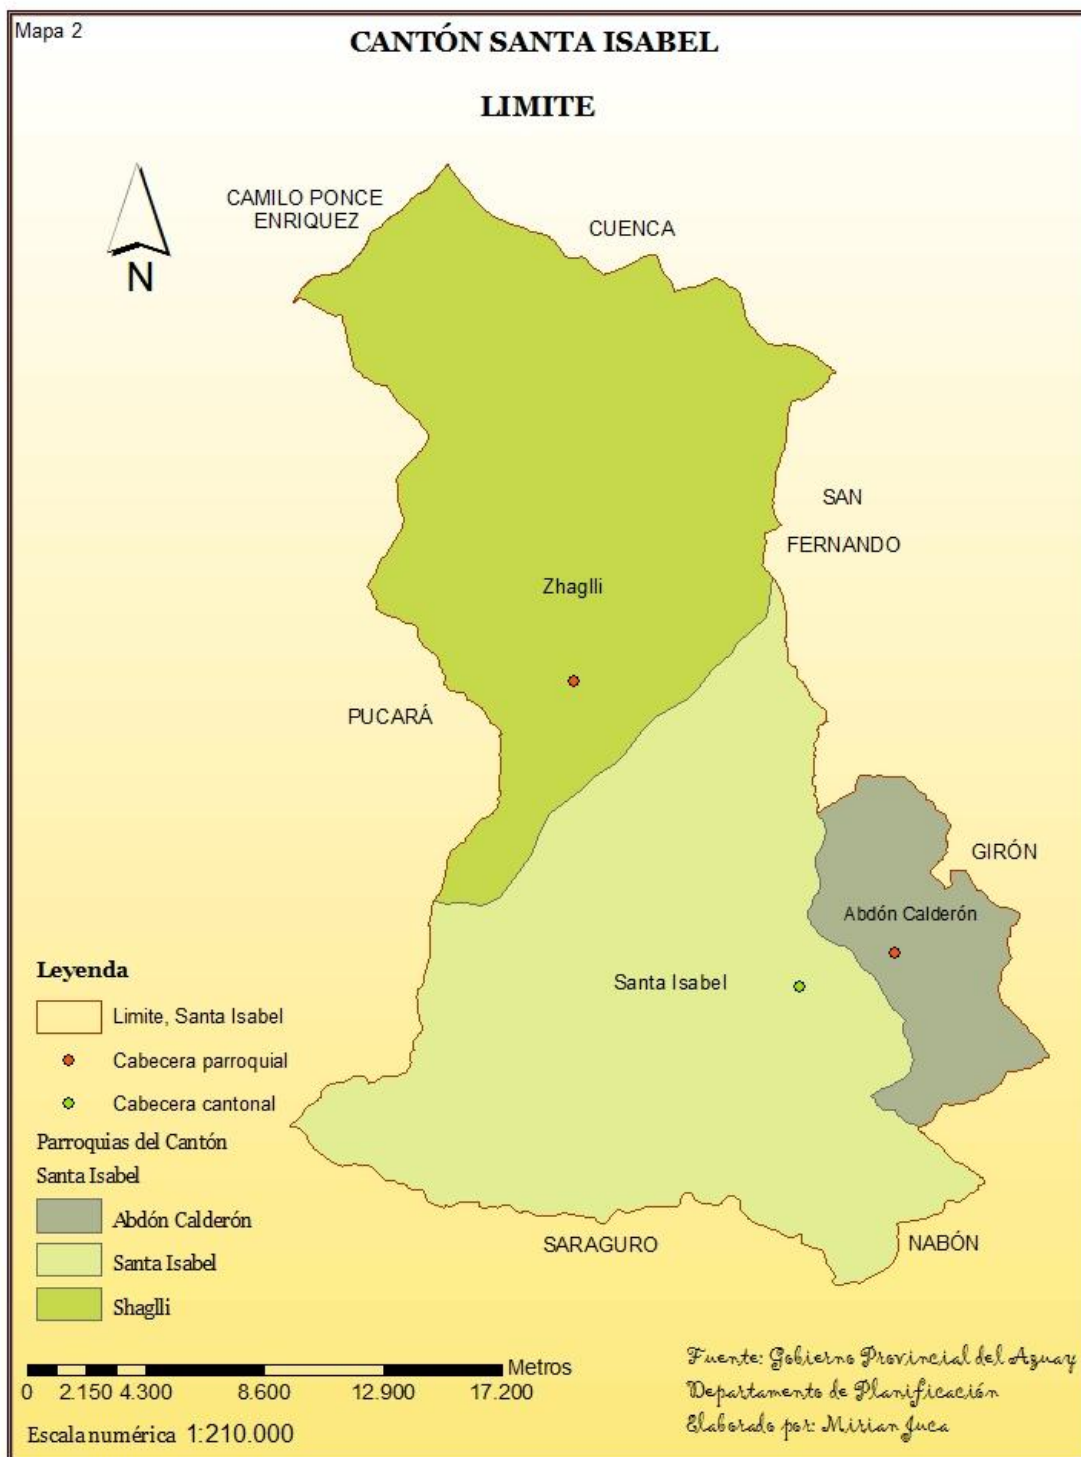 Mapa 2
CANTÓN SANTA ISABEL
LIMITE
CAMILO PONCE
ENRIQUEZ
CUENCA
N
SAN
FERNANDO
Zhaglli
PUCARÁ
GIRÓN
Abdón Calderón
Santa Isabel
SARAGURO
NABÓN
Leyenda
Limite, Santa Isabel
Cabecera parroquial
Cabecera cantonal
Parroquias del Cantón
Santa Isabel
Abdón Calderón
Santa Isabel
Shaglli
Metros
0 2.150 4.300 8.600 12.900 17.200
Escala numérica 1:210.000
Fuente: Gobierno Provincial del Azuay
Departamento de Planificación
Elaborado por: Mirian Juca